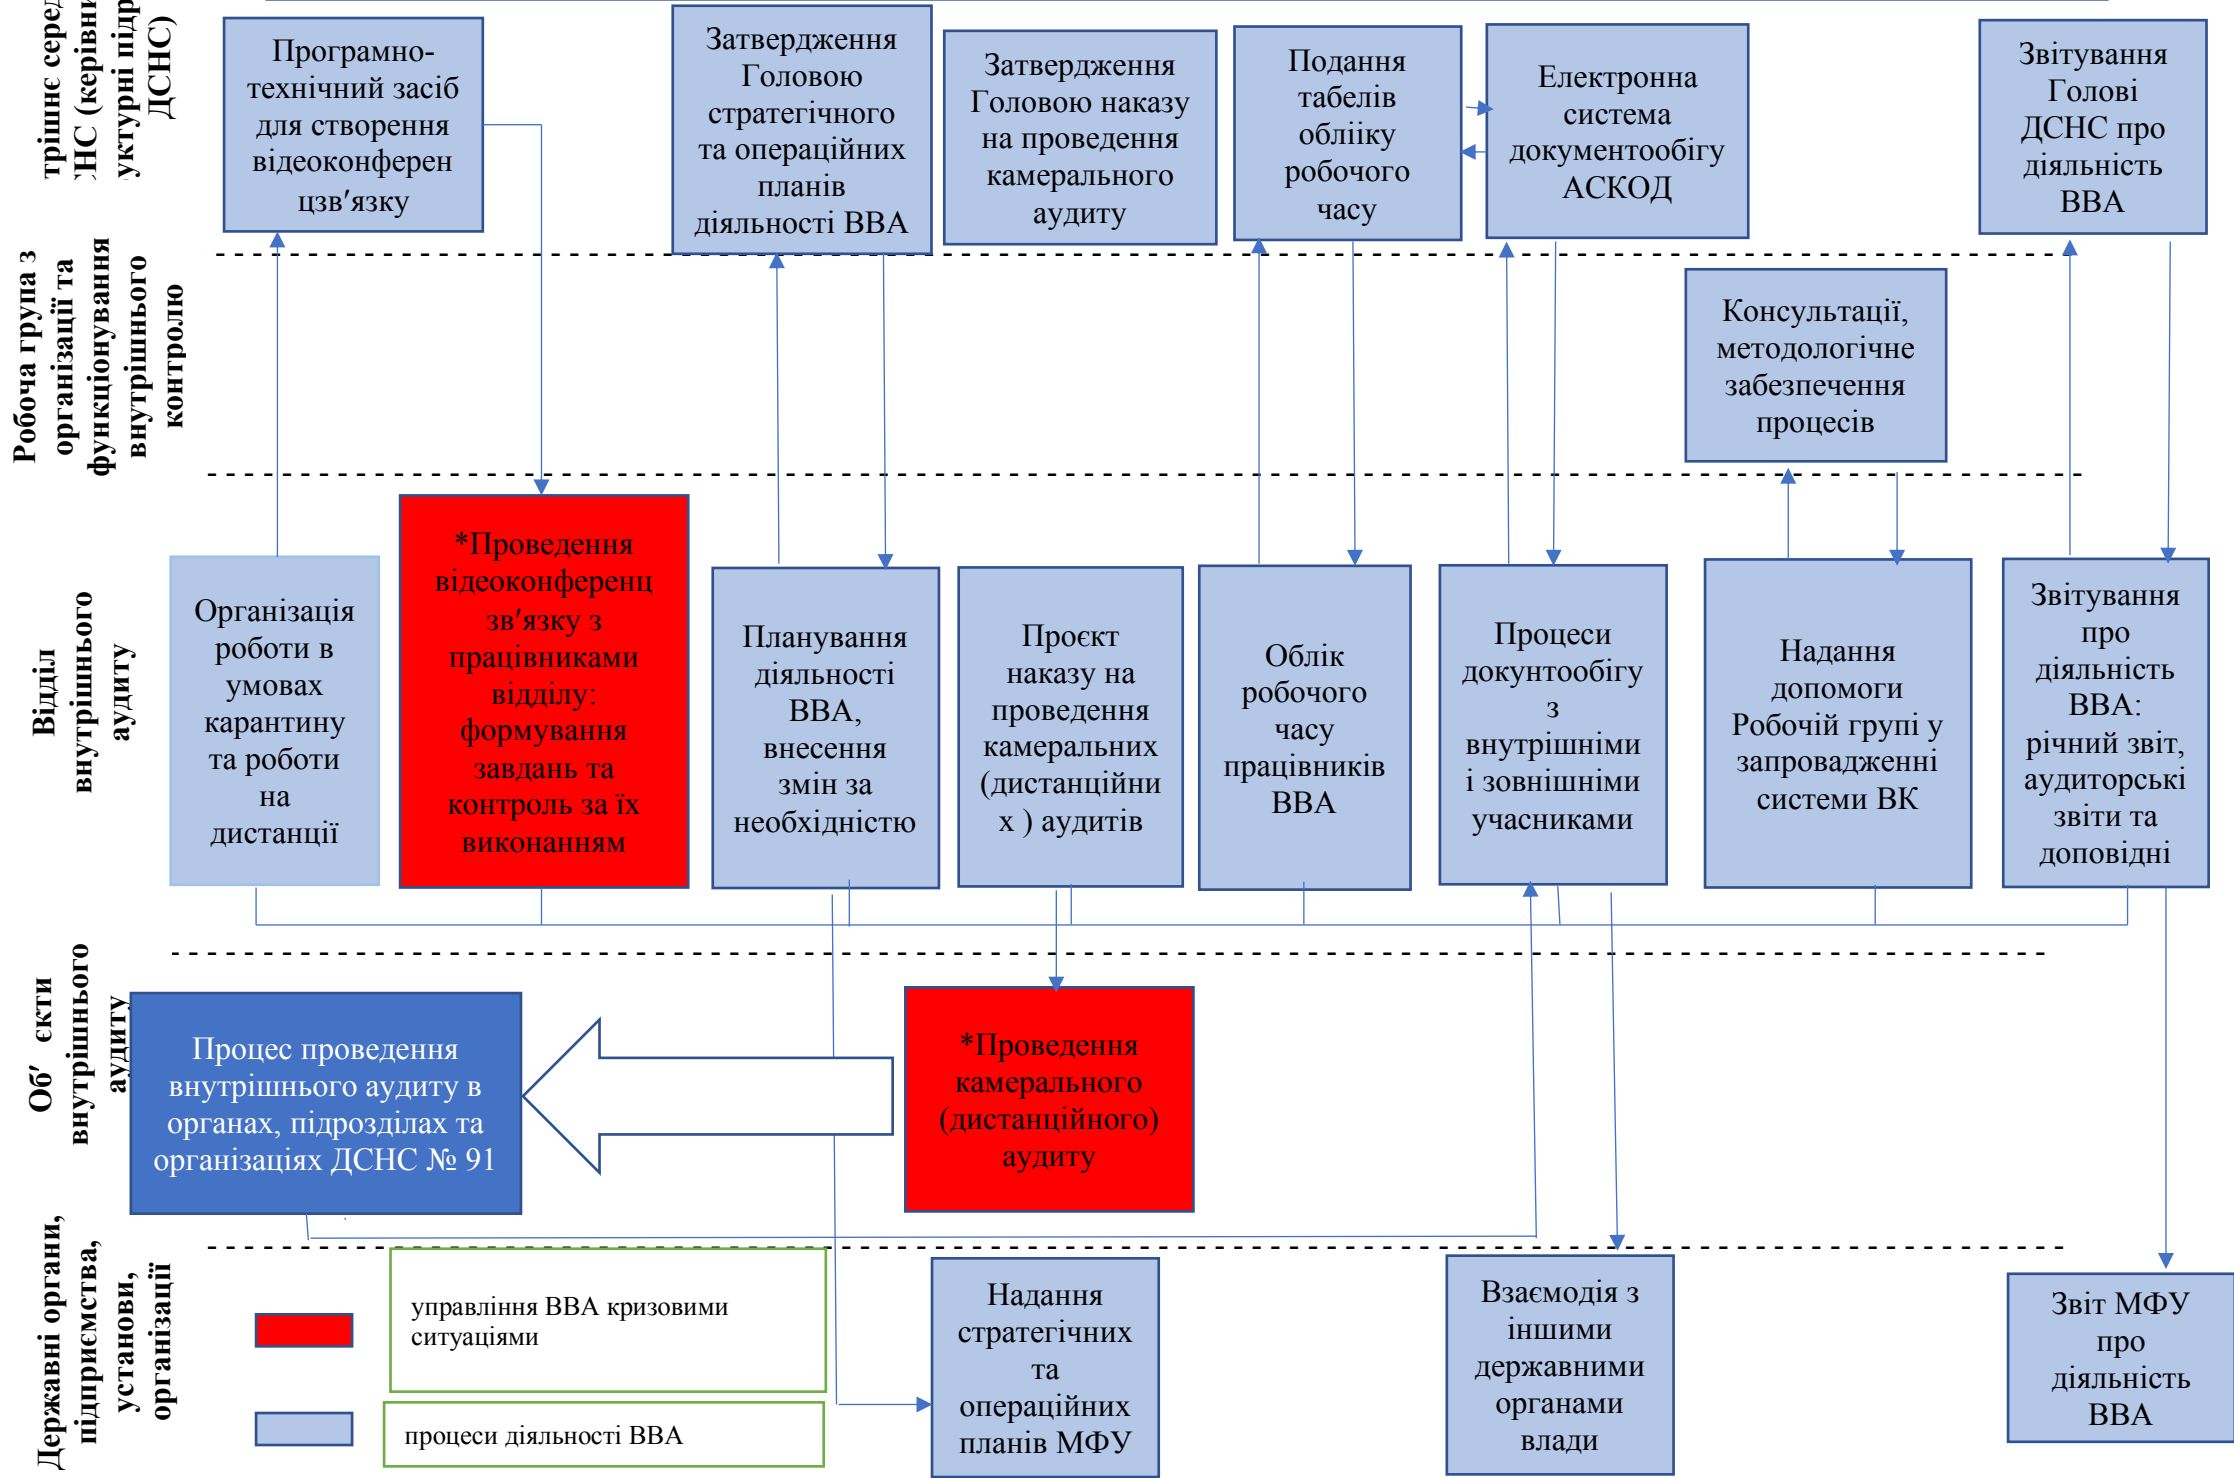 трішнє серед
НС (керівни
уктурні підр
ДСНС)
Програмно-
технічний засіб
для створення
відеоконферен
цзв'язку
Затвердження
Головою
стратегічного
та операційних
планів
діяльності ВВА
Затвердження
Головою наказу
на проведення
камерального
аудиту
Подання
табелів
облііку
робочого
часу
Електронна
система
документообігу
АСКОД
Звітування
Голові
ДСНС про
діяльність
ВВА
Робоча група з
організації та
функціонування
внутрішнього
контролю
Консультації,
методологічне
забезпечення
процесів
Відділ
внутрішнього
аудиту
Організація
роботи в
умовах
карантину
та роботи
на
дистанції
*Проведення
відеоконференц
зв'язку з
працівниками
відділу:
формування
завдань та
контроль за їх
виконанням
Планування
діяльності
ВВА,
внесення
змін за
необхідністю
Проєкт
наказу на
проведення
камеральних
(дистанційни
х ) аудитів
Облік
робочого
часу
працівників
ВВА
Процеси
докунтообігу
з
внутрішніми
і зовнішніми
учасниками
Надання
допомоги
Робочій групі у
запровадженні
системи ВК
Звітування
про
діяльність
ВВА:
річний звіт,
аудиторські
звіти та
доповідні
Об' єкти
внутрішнього
аудиту
Процес проведення
внутрішнього аудиту в
органах, підрозділах та
організаціях ДСНС № 91
*Проведення
камерального
(дистанційного)
аудиту
Державні органи,
підприємства,
установи,
організації
управління ВВА кризовими
ситуаціями
процеси діяльності ВВА
Надання
стратегічних
та
операційних
планів МФУ
Взаємодія з
іншими
державними
органами
влади
Звіт МФУ
про
діяльність
ВВА